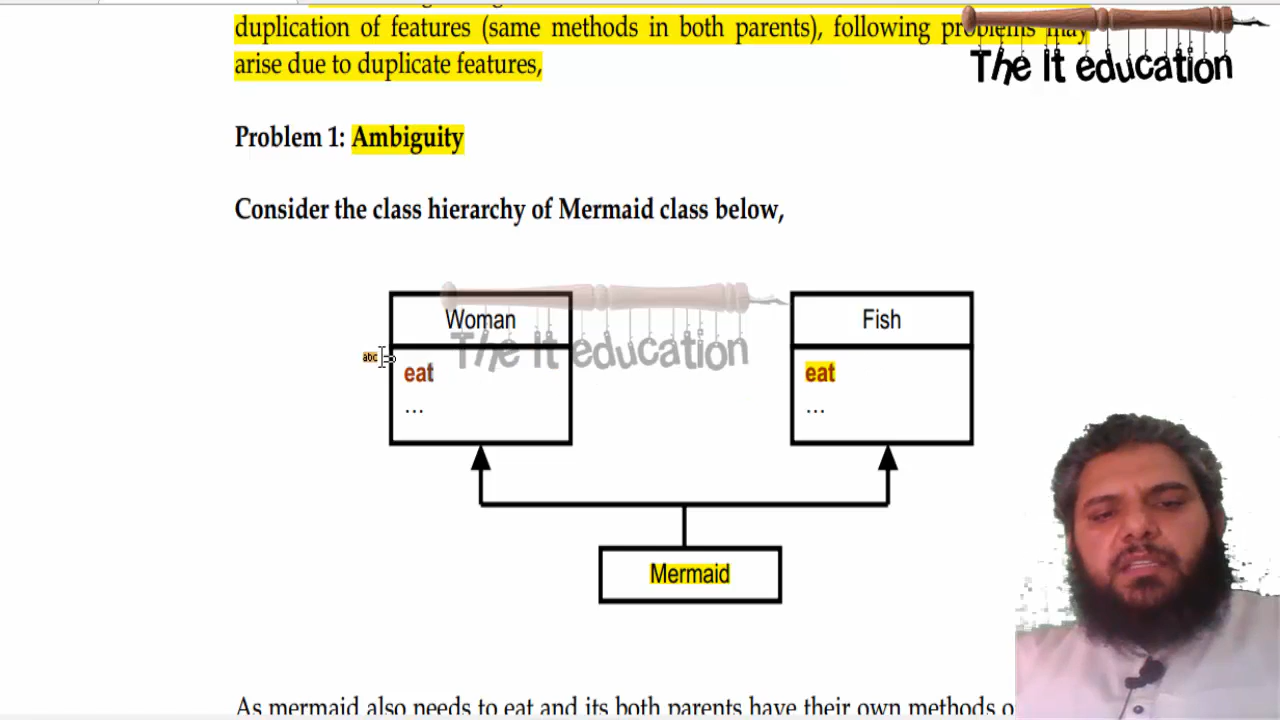 duplication of features (same methods in both parents), following problems may
arise due to duplicate features,
The It education
Problem 1: Ambiguity
Consider the class hierarchy of Mermaid class below,
Woman
Fish
The It education
abc
eat
eat
...
...
Mermaid
As mermaid also needs to eat and its both parents have their own methods o